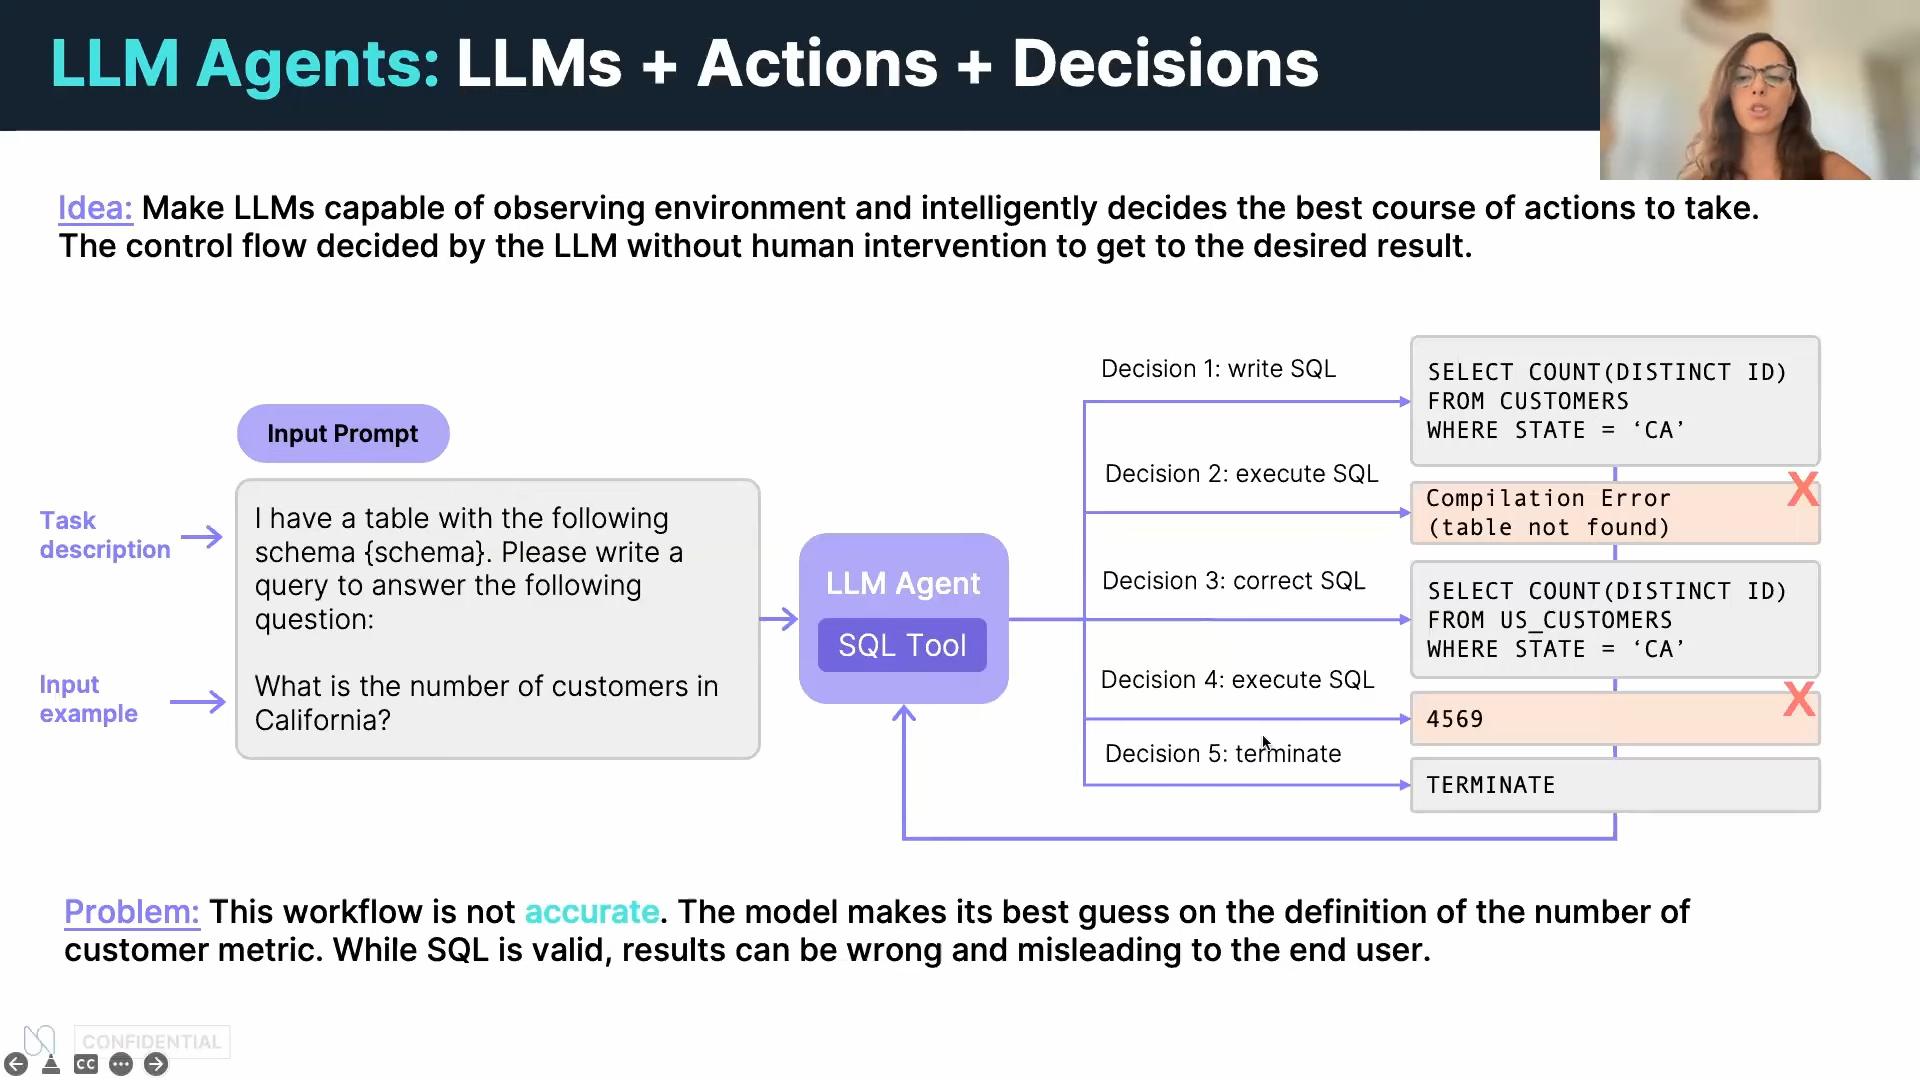 LLM Agents: LLMs + Actions + Decisions
Idea: Make LLMs capable of observing environment and intelligently decides the best course of actions to take.
The control flow decided by the LLM without human intervention to get to the desired result.
Input Prompt
Task
description
I have a table with the following
schema {schema}. Please write a
query to answer the following
question:
Input
example
What is the number of customers in
California?
LLM Agent
SQL Tool
Decision 1: write SQL
SELECT COUNT(DISTINCT ID)
FROM CUSTOMERS
WHERE STATE = ‘CA’
Decision 2: execute SQL
X
Compilation Error
(table not found)
Decision 3: correct SQL
SELECT COUNT(DISTINCT ID)
FROM US_CUSTOMERS
WHERE STATE = ‘CA’
Decision 4: execute SQL
X
4569
Decision 5: terminate
TERMINATE
Problem: This workflow is not accurate. The model makes its best guess on the definition of the number of
customer metric. While SQL is valid, results can be wrong and misleading to the end user.
CONFIDENTIAL
CC